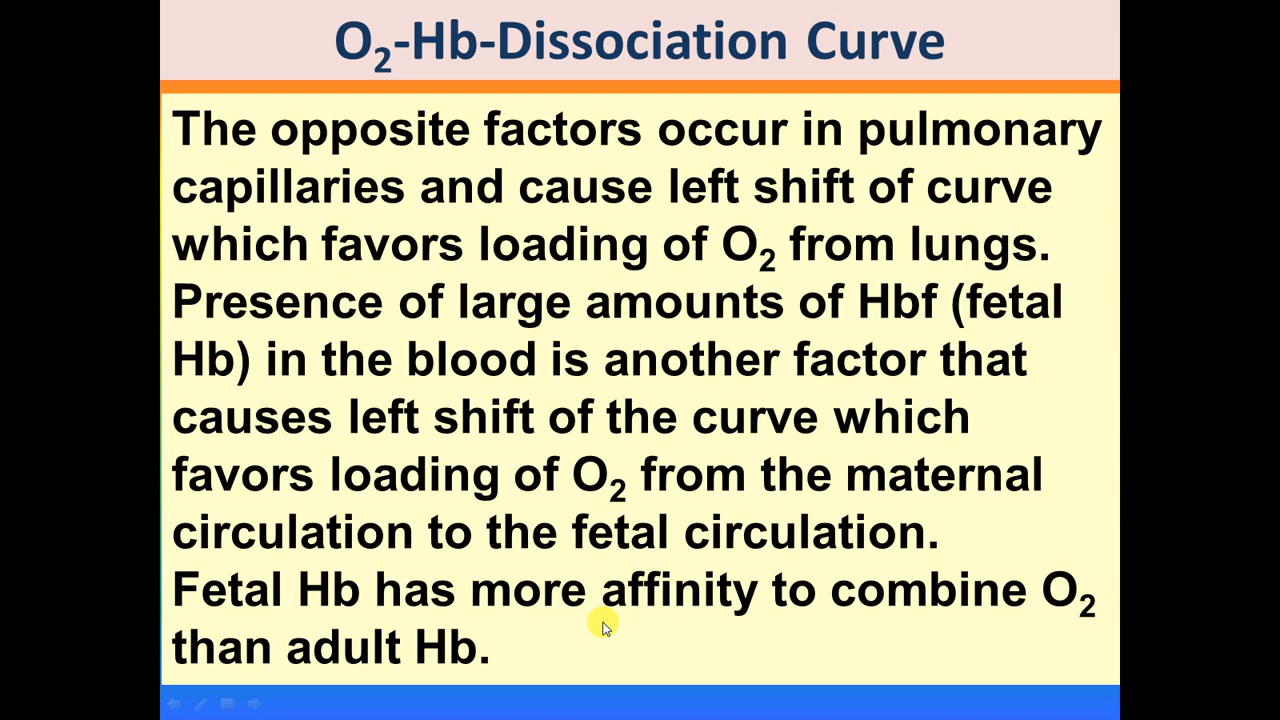 O₂-Hb-Dissociation Curve
The opposite factors occur in pulmonary
capillaries and cause left shift of curve
which favors loading of O₂ from lungs.
Presence of large amounts of Hbf (fetal
Hb) in the blood is another factor that
causes left shift of the curve which
favors loading of O₂ from the maternal
circulation to the fetal circulation.
Fetal Hb has more affinity to combine O₂
than adult Hb.